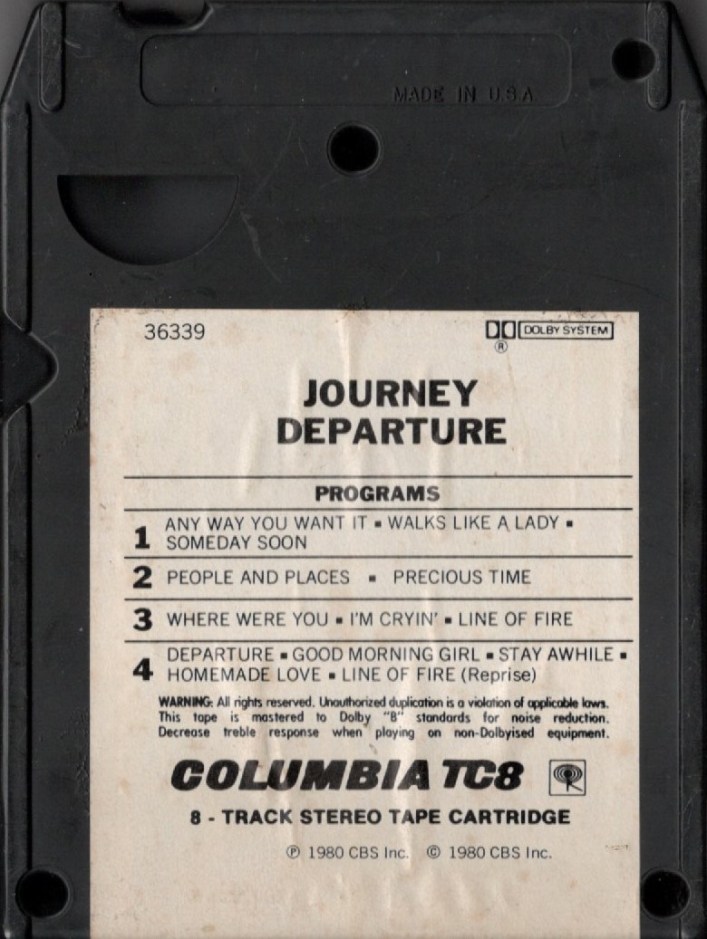 MADE IN U.S.A
36339
DOLBY SYSTEM
®
JOURNEY
DEPARTURE
PROGRAMS
1 ANY WAY YOU WANT IT ▪ WALKS LIKE A LADY ▪
SOMEDAY SOON
2 PEOPLE AND PLACES ▪ PRECIOUS TIME
3 WHERE WERE YOU ▪ I'M CRYIN' ▪ LINE OF FIRE
4 DEPARTURE ▪ GOOD MORNING GIRL ▪ STAY AWHILE ▪
HOMEMADE LOVE ▪ LINE OF FIRE (Reprise)
WARNING: All rights reserved. Unauthorized duplication is a violation of applicable laws.
This tape is mastered to Dolby "B" standards for noise reduction.
Decrease treble response when playing on non-Dolbyised equipment.
COLUMBIA TC8
8 - TRACK STEREO TAPE CARTRIDGE
℗ 1980 CBS Inc. © 1980 CBS Inc.